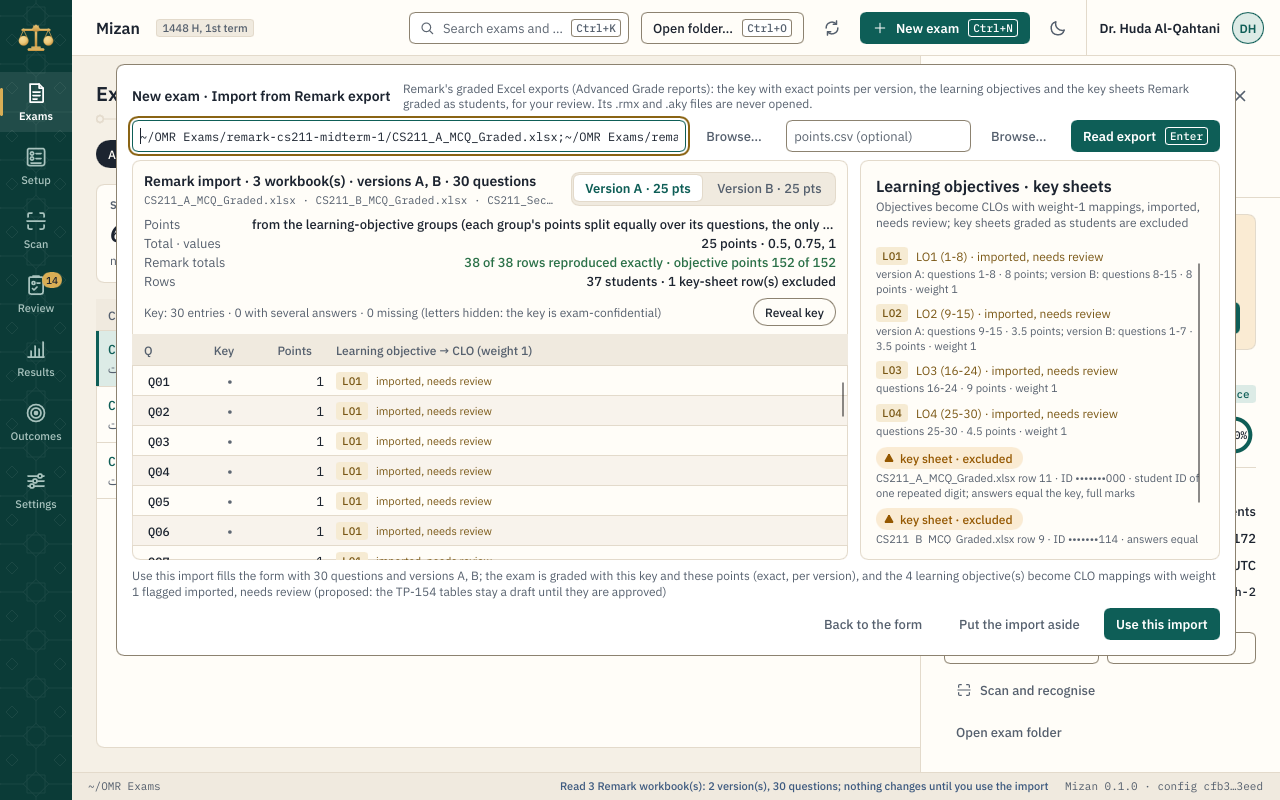 Mizan
1448 H, 1st term
Search exams and ...
Ctrl+K
Open folder...
Ctrl+O
New exam
Ctrl+N
Dr. Huda Al-Qahtani
DH
Exams
Setup
Scan
14
Review
Results
Outcomes
Settings
New exam · Import from Remark export
Remark's graded Excel exports (Advanced Grade reports): the key with exact points per version, the learning objectives and the key sheets Remark
graded as students, for your review. Its .rmx and .aky files are never opened.
~/OMR Exams/remark-cs211-midterm-1/CS211_A_MCQ_Graded.xlsx;~/OMR Exams/rema
Browse...
points.csv (optional)
Browse...
Read export
Enter
Remark import · 3 workbook(s) · versions A, B · 30 questions
CS211_A_MCQ_Graded.xlsx · CS211_B_MCQ_Graded.xlsx · CS211_Sec…
Version A · 25 pts
Version B · 25 pts
Points
from the learning-objective groups (each group's points split equally over its questions, the only ...
Total · values
25 points · 0.5, 0.75, 1
Remark totals
38 of 38 rows reproduced exactly · objective points 152 of 152
Rows
37 students · 1 key-sheet row(s) excluded
Key: 30 entries · 0 with several answers · 0 missing (letters hidden: the key is exam-confidential)
Reveal key
Q Key Points Learning objective → CLO (weight 1)
Q01 • 1 LO1 imported, needs review
Q02 • 1 LO1 imported, needs review
Q03 • 1 LO1 imported, needs review
Q04 • 1 LO1 imported, needs review
Q05 • 1 LO1 imported, needs review
Q06 • 1 LO1 imported, needs review
Learning objectives · key sheets
Objectives become CLOs with weight-1 mappings, imported,
needs review; key sheets graded as students are excluded
LO1 LO1 (1-8) · imported, needs review
version A: questions 1-8 · 8 points; version B: questions 8-15 · 8
points · weight 1
LO2 LO2 (9-15) · imported, needs review
version A: questions 9-15 · 3.5 points; version B: questions 1-7 ·
3.5 points · weight 1
LO3 LO3 (16-24) · imported, needs review
questions 16-24 · 9 points · weight 1
LO4 LO4 (25-30) · imported, needs review
questions 25-30 · 4.5 points · weight 1
key sheet · excluded
CS211_A_MCQ_Graded.xlsx row 11 · ID •••••••000 · student ID of
one repeated digit; answers equal the key, full marks
key sheet · excluded
CS211_B_MCQ_Graded.xlsx row 9 · ID •••••••114 · answers equal
Use this import fills the form with 30 questions and versions A, B; the exam is graded with this key and these points (exact, per version), and the 4 learning objective(s) become CLO mappings with weight
1 flagged imported, needs review (proposed: the TP-154 tables stay a draft until they are approved)
Back to the form
Put the import aside
Use this import
172
UTC
Scan and recognise
Open exam folder
~/OMR Exams
Read 3 Remark workbook(s): 2 version(s), 30 questions; nothing changes until you use the import
Mizan 0.1.0 · config cfb3…3eed